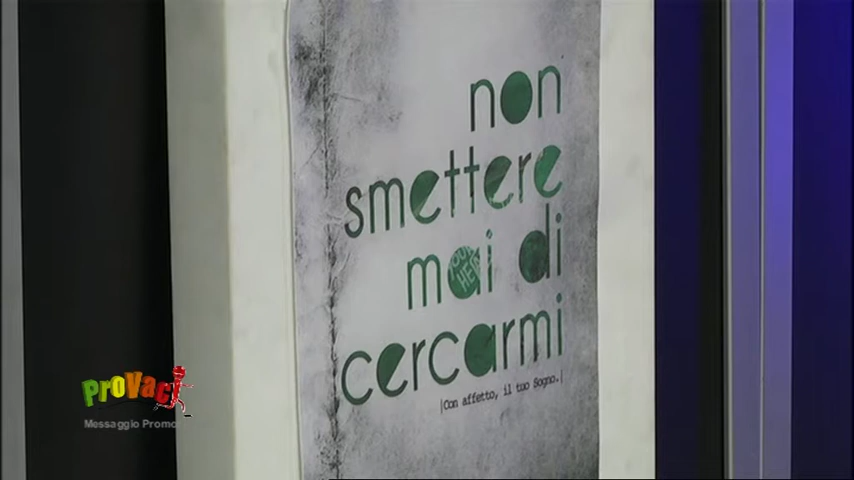 non
smettere
mai di
cercarmi
|Con affetto, il tuo Sogno.|
ProVaci
Messaggio Promo